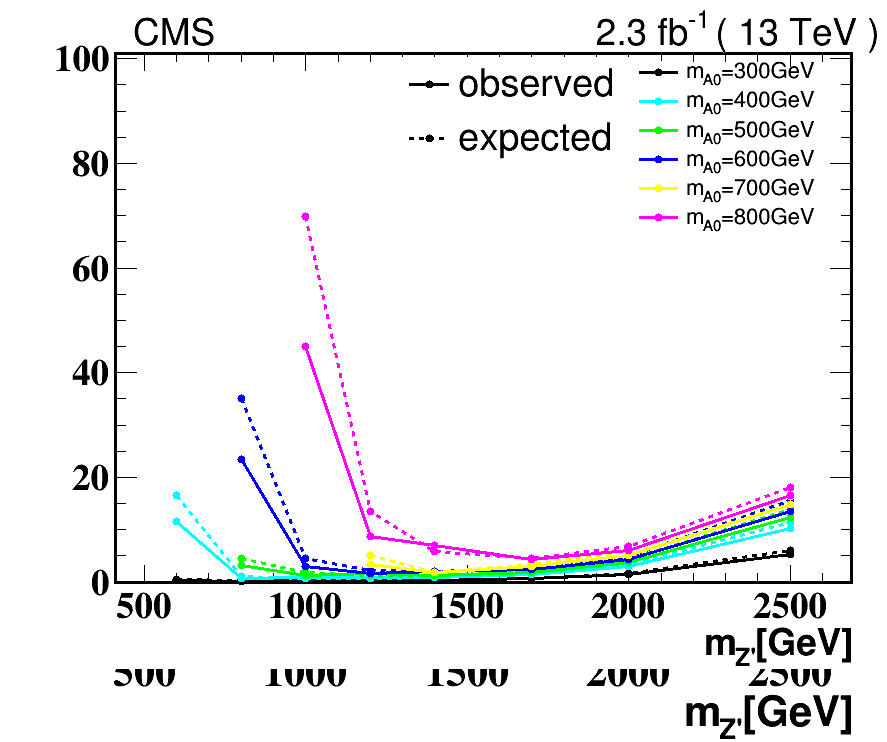 CMS 2.3 fb-1 ( 13 TeV )
100
80
60
40
20
0
observed
expected
mA0=300GeV
mA0=400GeV
mA0=500GeV
mA0=600GeV
mA0=700GeV
mA0=800GeV
500 1000 1500 2000 2500
mZ'[GeV]
500 1000 1500 2000 2500
mZ'[GeV]